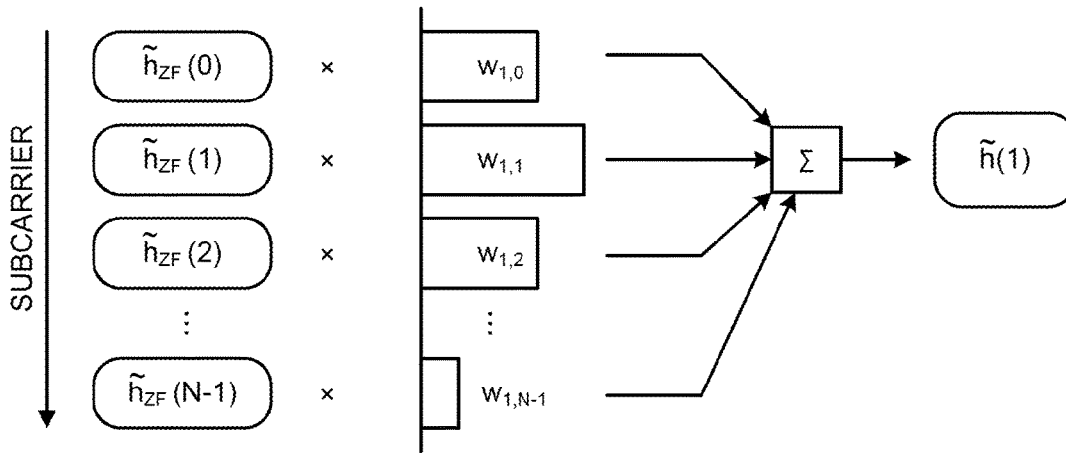 SUBCARRIER
h̃ZF (0) × w1,0
h̃ZF (1) × w1,1
h̃ZF (2) × w1,2
⋮ ⋮
h̃ZF (N-1) × w1,N-1
Σ
h̃(1)